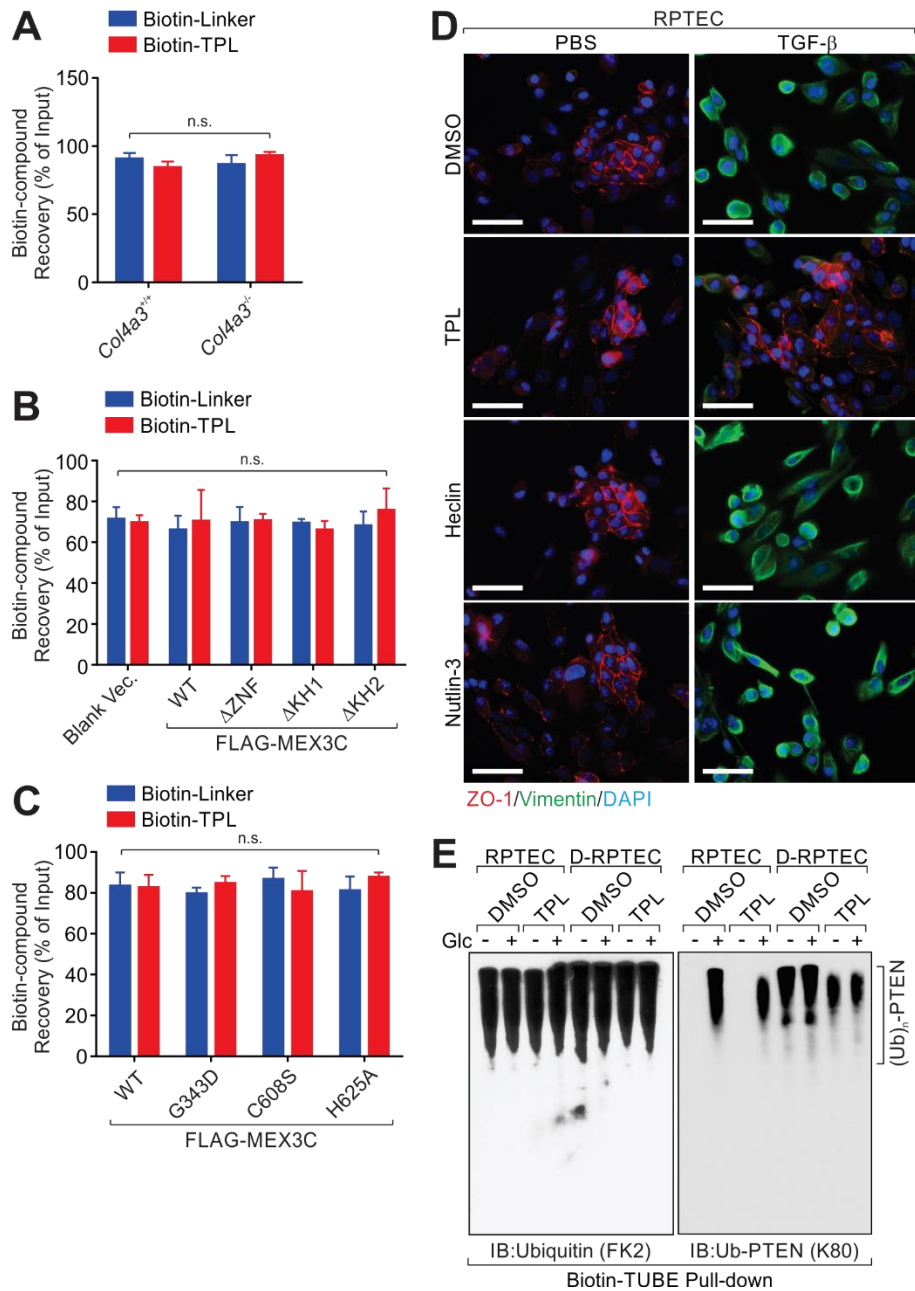 A
Biotin-Linker
Biotin-TPL
Biotin-compound
Recovery (% of Input)
150
100
50
0
n.s.
Col4a3+/+
Col4a3-/-
B
Biotin-Linker
Biotin-TPL
Biotin-compound
Recovery (% of Input)
100
80
60
40
20
0
n.s.
Blank Vec.
WT
ΔZNF
ΔKH1
ΔKH2
FLAG-MEX3C
C
Biotin-Linker
Biotin-TPL
Biotin-compound
Recovery (% of Input)
100
80
60
40
20
0
n.s.
WT
G343D
C608S
H625A
FLAG-MEX3C
D
RPTEC
PBS TGF-β
DMSO
TPL
Heclin
Nutlin-3
ZO-1/Vimentin/DAPI
E
RPTEC D-RPTEC RPTEC D-RPTEC
DMSO TPL DMSO TPL DMSO TPL DMSO TPL
Glc - + - + - + - + - + - + - + - +
(Ub)n-PTEN
IB:Ubiquitin (FK2) IB:Ub-PTEN (K80)
Biotin-TUBE Pull-down